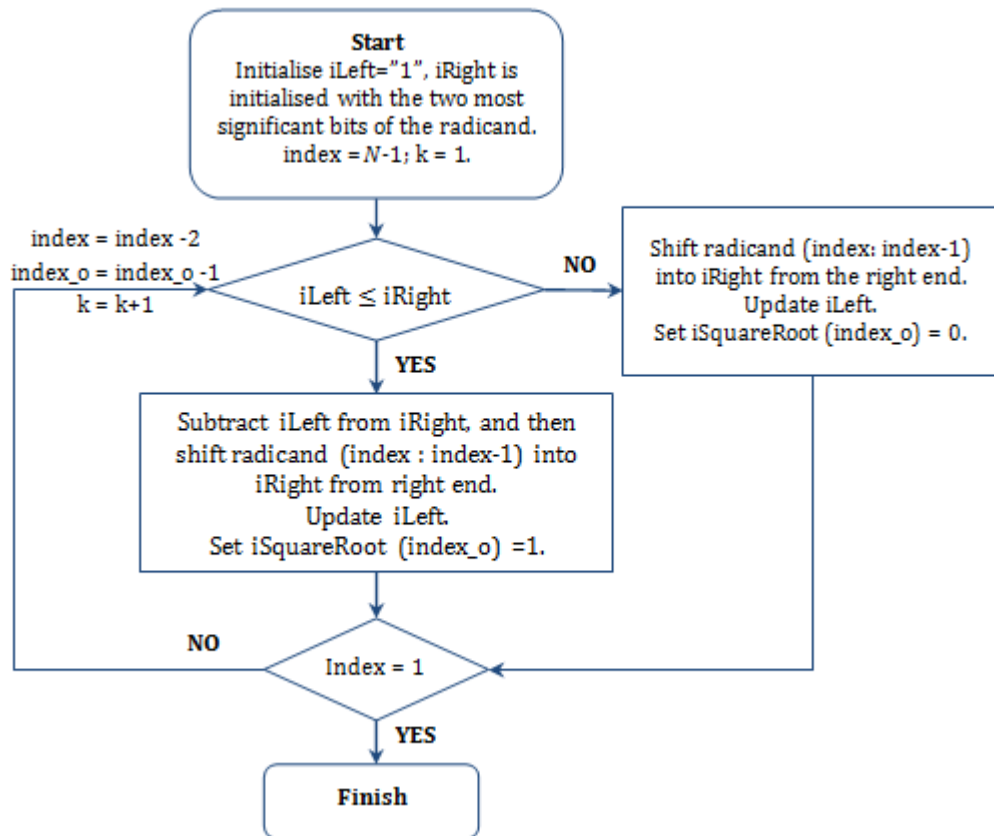 Start
Initialise iLeft=”1”, iRight is
initialised with the two most
significant bits of the radicand.
index = N-1; k = 1.
index = index -2
index_o = index_o -1
k = k+1
iLeft ≤ iRight
NO
Shift radicand (index: index-1)
into iRight from the right end.
Update iLeft.
Set iSquareRoot (index_o) = 0.
YES
Subtract iLeft from iRight, and then
shift radicand (index : index-1) into
iRight from right end.
Update iLeft.
Set iSquareRoot (index_o) =1.
NO
Index = 1
YES
Finish